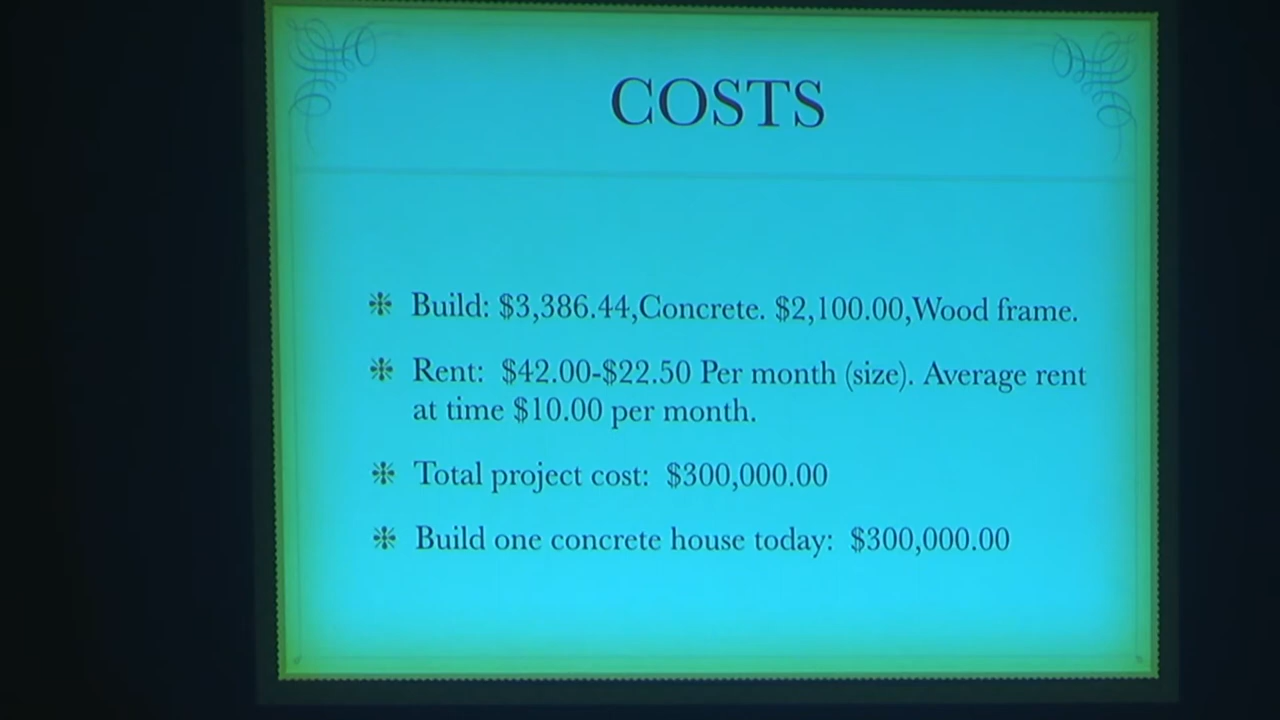 COSTS
Build: $3,386.44,Concrete. $2,100.00,Wood frame.
Rent: $42.00-$22.50 Per month (size). Average rent
at time $10.00 per month.
Total project cost: $300,000.00
Build one concrete house today: $300,000.00